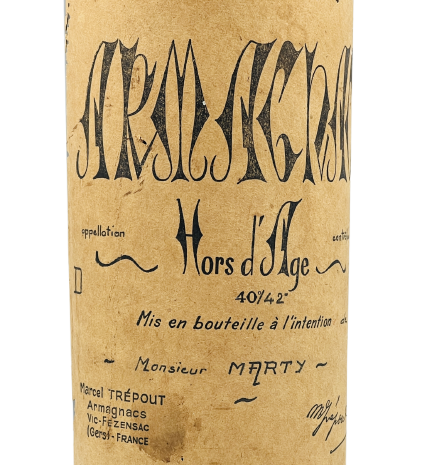 ARMAGNAC
appellation contrô
Hors d'Age
D
40%42°
Mis en bouteille à l'intention
~ Monsieur MARTY ~
Marcel TRÉPOUT
Armagnacs
Vic-FEZENSAC
(Gers)-FRANCE